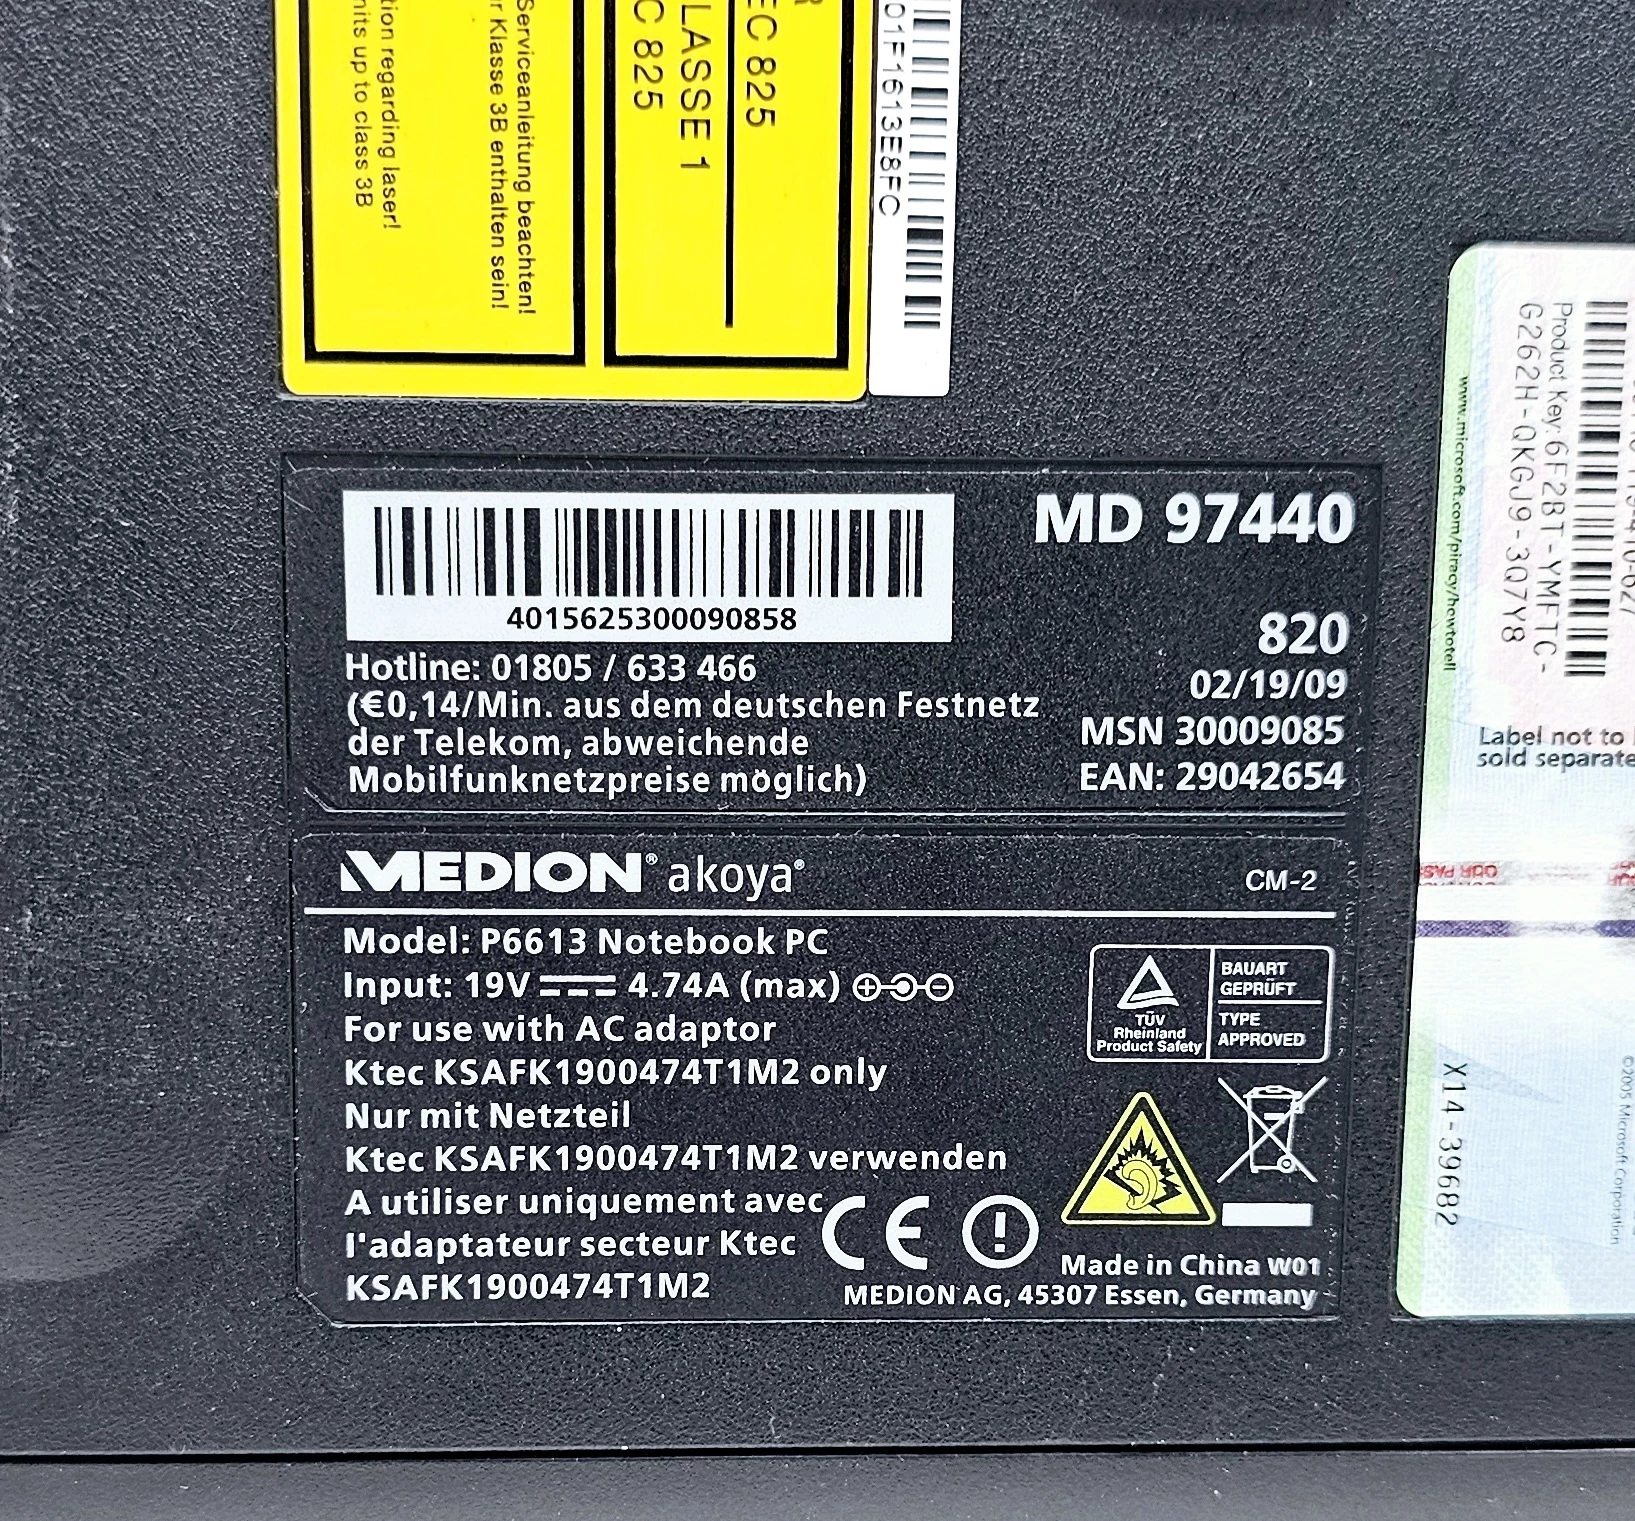 R
EC 825
LASSE 1
C 825
Serviceanleitung beachten!
r Klasse 3B enthalten sein!
tion regarding laser!
nits up to class 3B
01F1613E8FC
MD 97440
4015625300090858
820
Hotline: 01805 / 633 466
02/19/09
(€0,14/Min. aus dem deutschen Festnetz
MSN 30009085
der Telekom, abweichende
EAN: 29042654
Mobilfunknetzpreise möglich)
MEDION® akoya®
CM-2
Model: P6613 Notebook PC
Input: 19V 4.74A (max)
For use with AC adaptor
Ktec KSAFK1900474T1M2 only
Nur mit Netzteil
Ktec KSAFK1900474T1M2 verwenden
A utiliser uniquement avec
l'adaptateur secteur Ktec
KSAFK1900474T1M2
BAUART
GEPRÜFT
TYPE
APPROVED
TÜV
Rheinland
Product Safety
CE
Made in China W01
MEDION AG, 45307 Essen, Germany
Product Key: 6F2BT-YMFTC-
G262H-QKGJ9-3Q7Y8
www.microsoft.com/piracy/howtotell
Label not to
sold separate
X14-39682
©2005 Microsoft Corporation